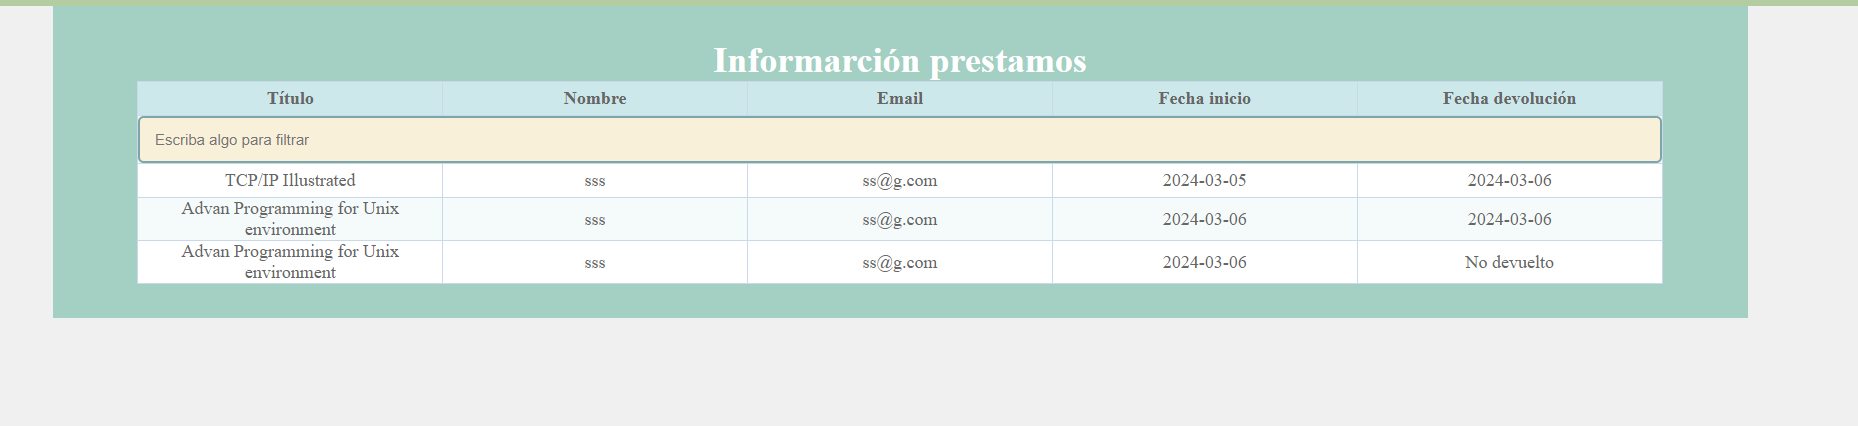 Informarción prestamos
Título Nombre Email Fecha inicio Fecha devolución
Escriba algo para filtrar
TCP/IP Illustrated sss ss@g.com 2024-03-05 2024-03-06
Advan Programming for Unix
environment sss ss@g.com 2024-03-06 2024-03-06
Advan Programming for Unix
environment sss ss@g.com 2024-03-06 No devuelto